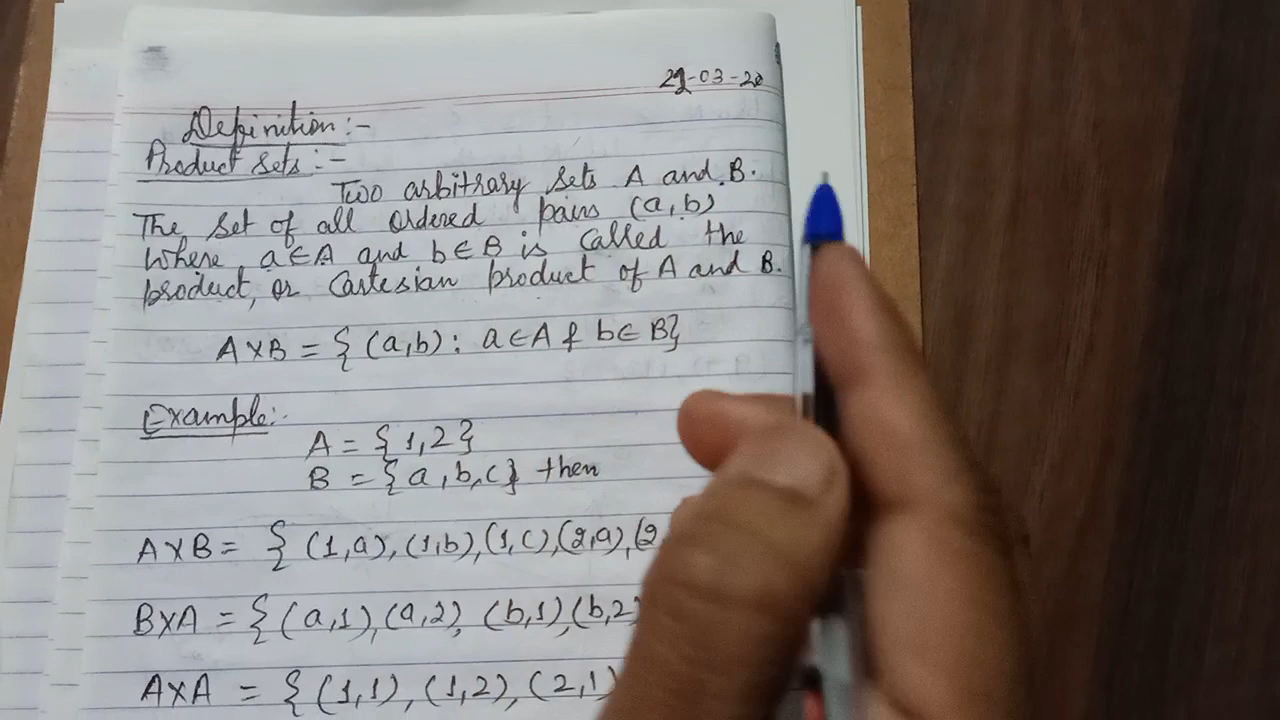 21-03-20
Definition:-
Product sets:-
Two arbitrary sets A and B.
The set of all ordered pairs (a,b)
where a∈A and b∈B is called the
product, or Cartesian product of A and B.
A×B = { (a,b): a∈A & b∈B}
Example:-
A = {1,2}
B = {a,b,c} then
A×B = { (1,a), (1,b), (1,c), (2,a), (2,
B×A = {(a,1), (a,2), (b,1), (b,2)
A×A = {(1,1), (1,2), (2,1)